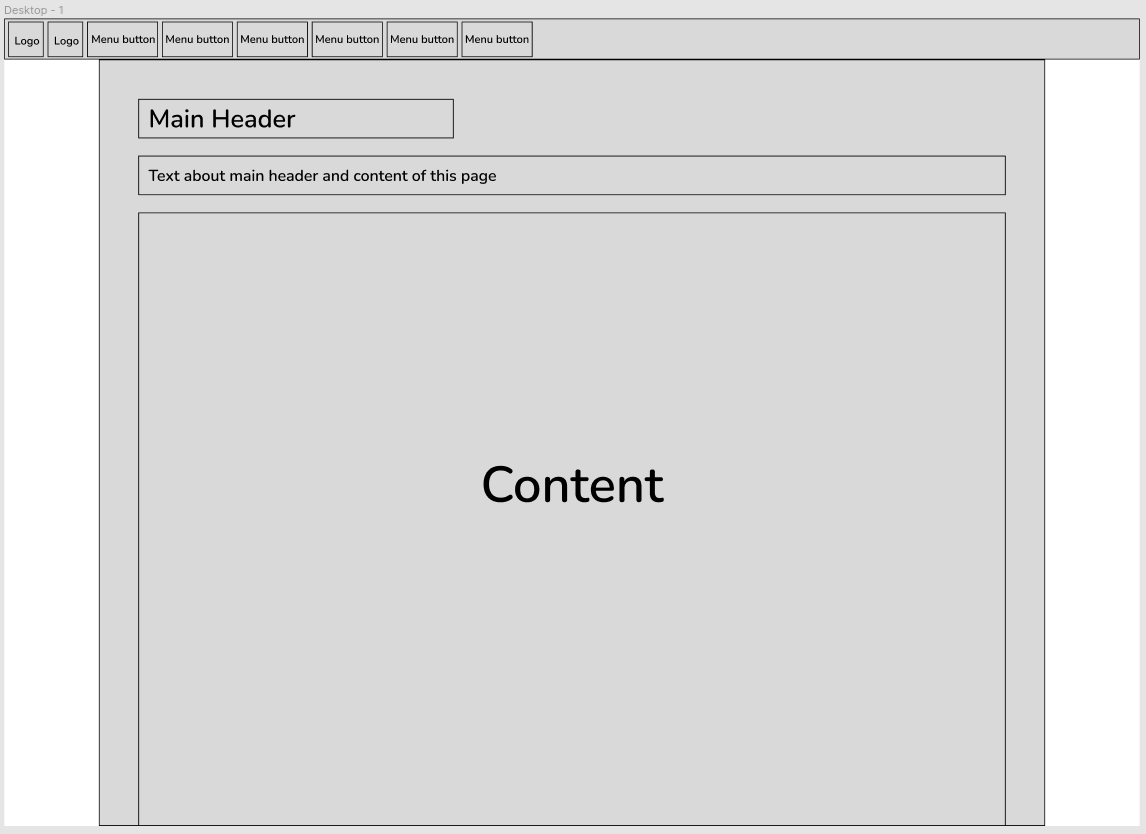 Desktop - 1
Logo Logo Menu button Menu button Menu button Menu button Menu button Menu button
Main Header
Text about main header and content of this page
Content